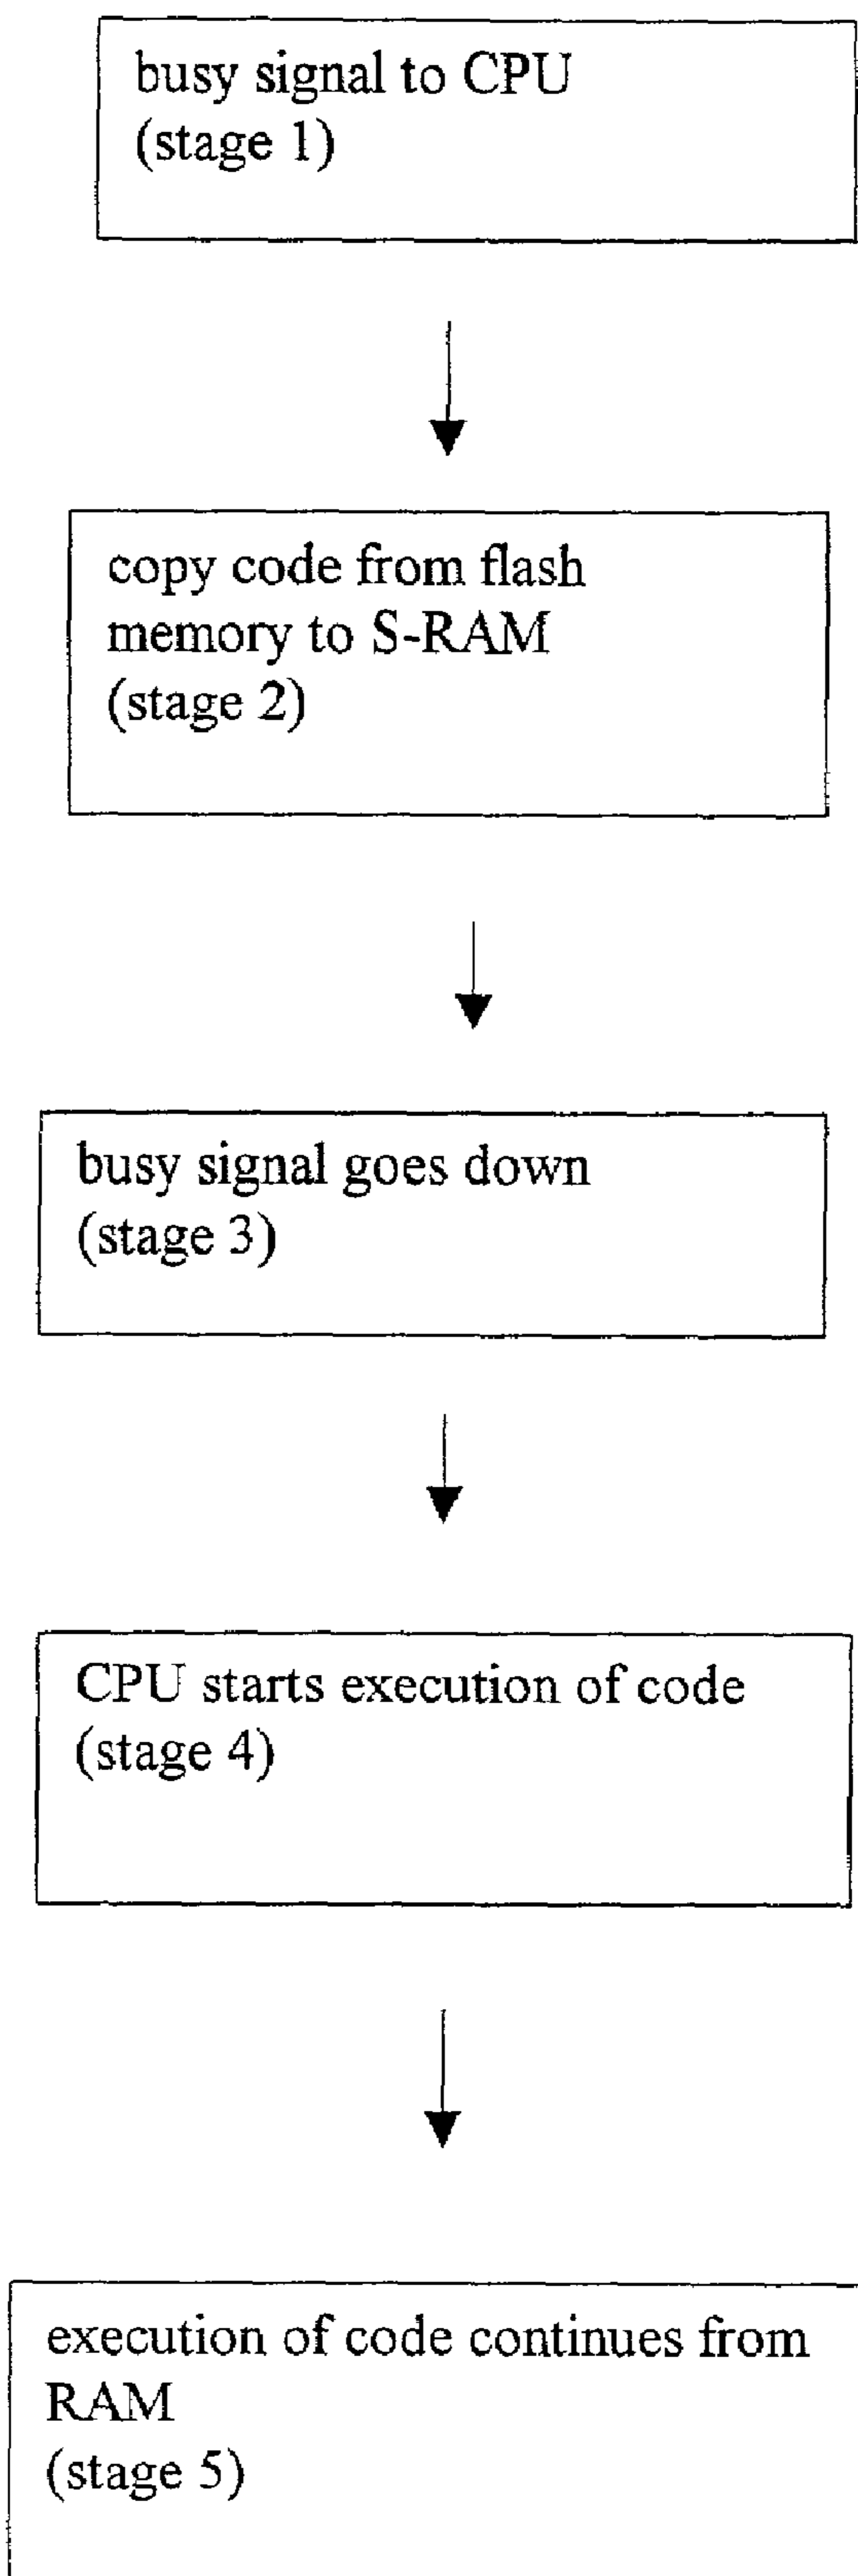 busy signal to CPU
(stage 1)
copy code from flash
memory to S-RAM
(stage 2)
busy signal goes down
(stage 3)
CPU starts execution of code
(stage 4)
execution of code continues from
RAM
(stage 5)